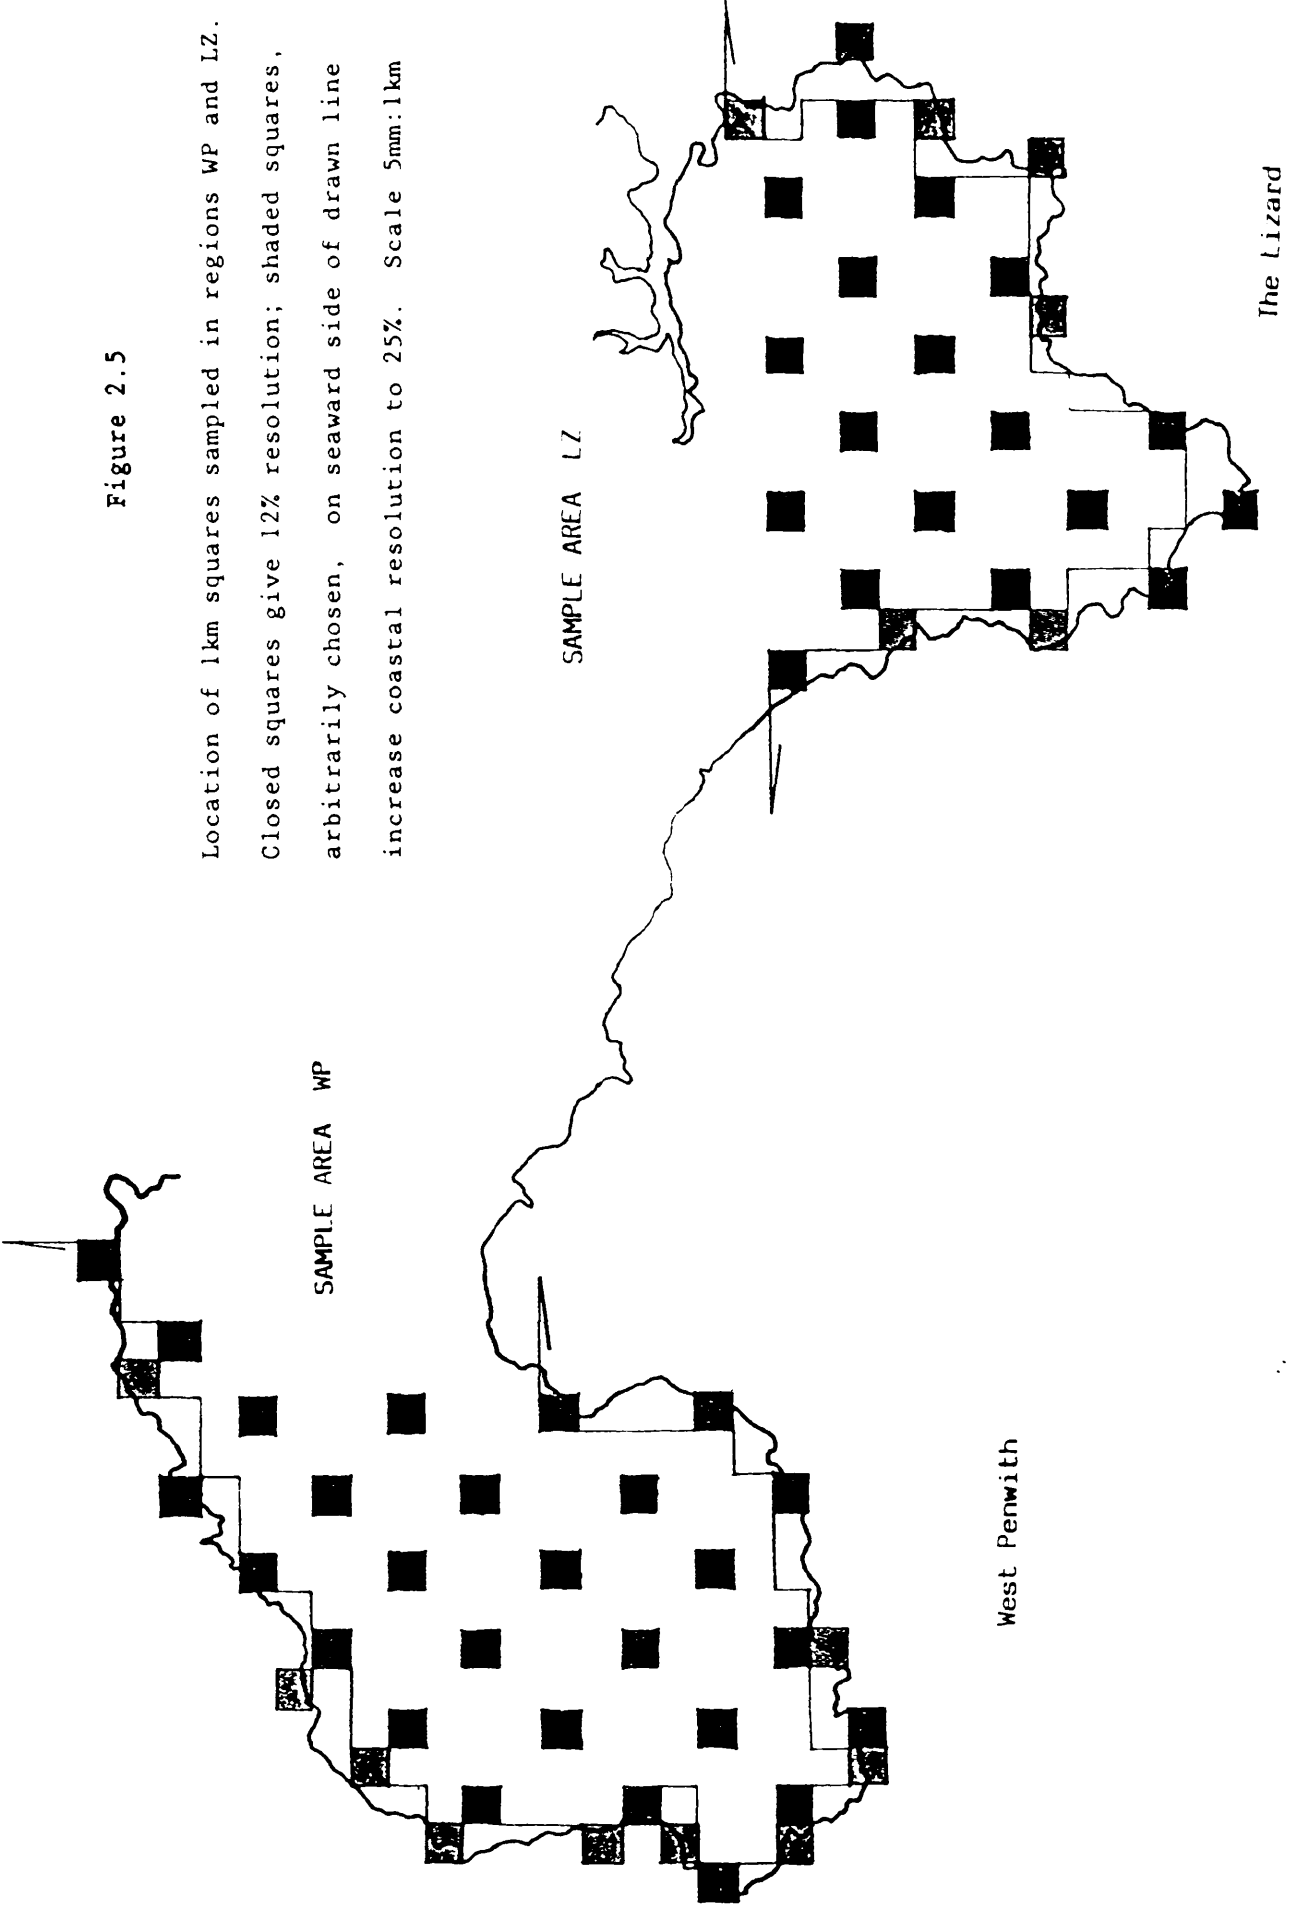 Figure 2.5
Location of 1km squares sampled in regions WP and LZ.
Closed squares give 12% resolution; shaded squares,
arbitrarily chosen, on seaward side of drawn line
increase coastal resolution to 25%. Scale 5mm:1km
SAMPLE AREA WP
SAMPLE AREA LZ
West Penwith
The Lizard